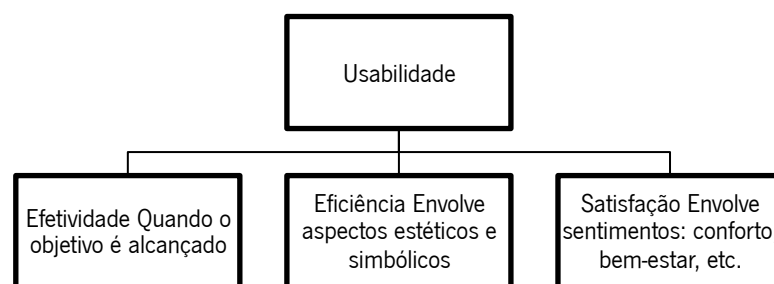 Usabilidade
Efetividade Quando o
objetivo é alcançado
Eficiência Envolve
aspectos estéticos e
simbólicos
Satisfação Envolve
sentimentos: conforto
bem-estar, etc.